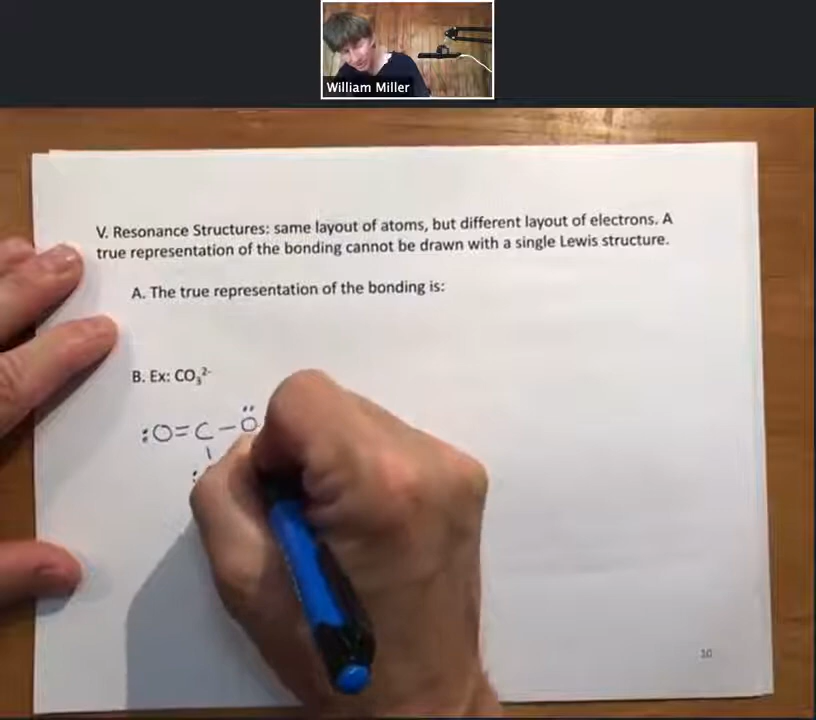 William Miller
V. Resonance Structures: same layout of atoms, but different layout of electrons. A
true representation of the bonding cannot be drawn with a single Lewis structure.
A. The true representation of the bonding is:
B. Ex: CO₃²⁻
:O=C-Ö
10